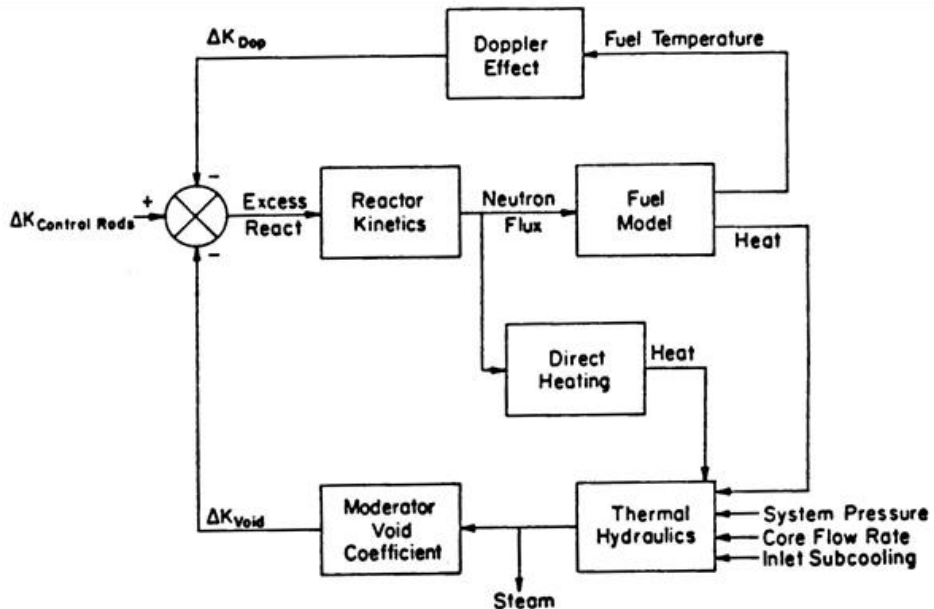 ΔK Dop
Doppler
Effect
Fuel Temperature
-
+
ΔK Control Rods
Excess
React
Reactor
Kinetics
Neutron
Flux
Fuel
Model
Heat
-
Direct
Heating
Heat
ΔK Void
Moderator
Void
Coefficient
Thermal
Hydraulics
System Pressure
Core Flow Rate
Inlet Subcooling
Steam